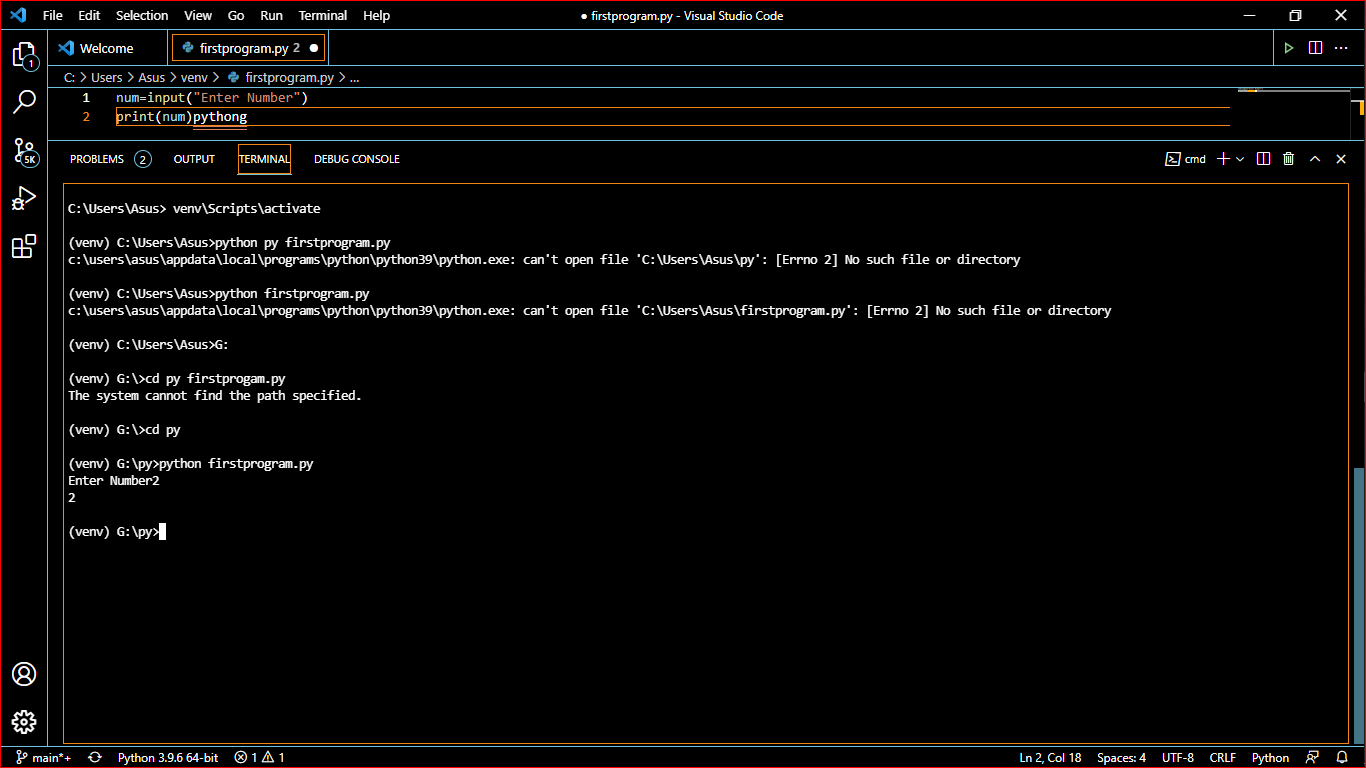 File Edit Selection View Go Run Terminal Help ● firstprogram.py - Visual Studio Code
Welcome firstprogram.py 2 ●
1
C: > Users > Asus > venv > firstprogram.py > ...
1 num=input("Enter Number")
2 print(num)pythong
5K
PROBLEMS 2 OUTPUT TERMINAL DEBUG CONSOLE cmd
C:\Users\Asus> venv\Scripts\activate
(venv) C:\Users\Asus>python py firstprogram.py
c:\users\asus\appdata\local\programs\python\python39\python.exe: can't open file 'C:\Users\Asus\py': [Errno 2] No such file or directory
(venv) C:\Users\Asus>python firstprogram.py
c:\users\asus\appdata\local\programs\python\python39\python.exe: can't open file 'C:\Users\Asus\firstprogram.py': [Errno 2] No such file or directory
(venv) C:\Users\Asus>G:
(venv) G:\>cd py firstprogam.py
The system cannot find the path specified.
(venv) G:\>cd py
(venv) G:\py>python firstprogram.py
Enter Number2
2
(venv) G:\py>
main*+ Python 3.9.6 64-bit 1 1 Ln 2, Col 18 Spaces: 4 UTF-8 CRLF Python